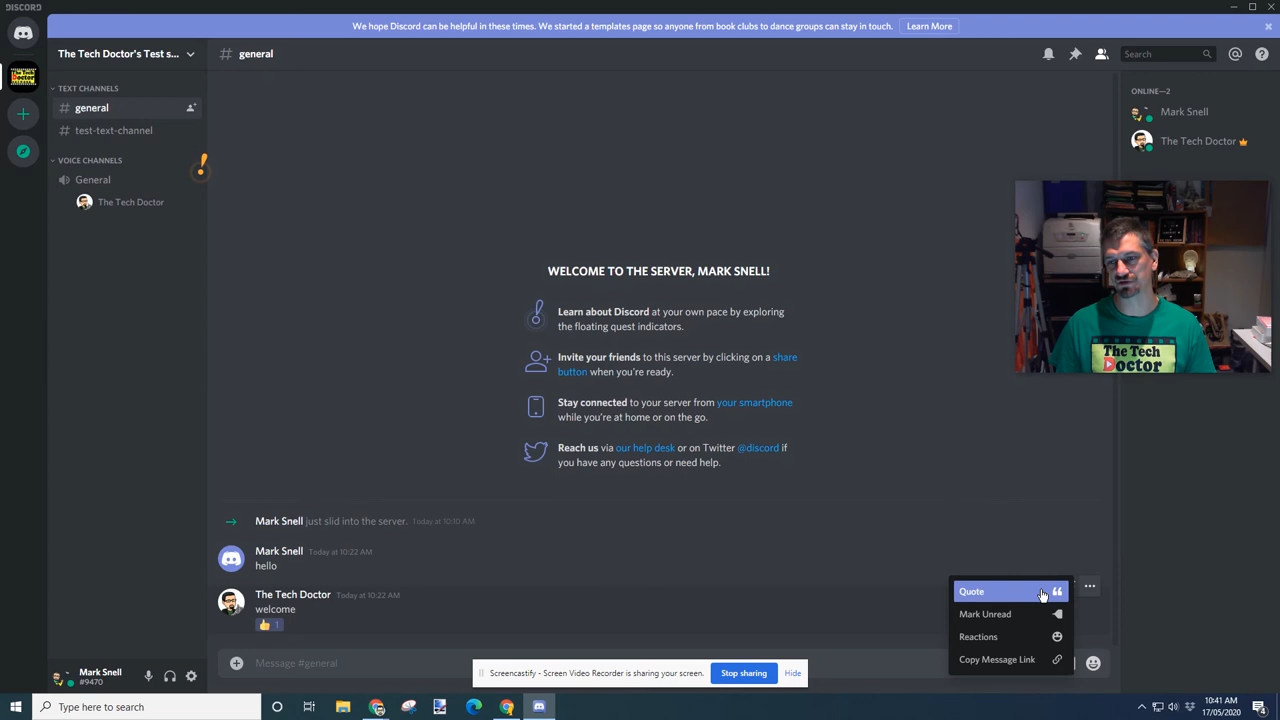 DISCORD
We hope Discord can be helpful in these times. We started a templates page so anyone from book clubs to dance groups can stay in touch. Learn More
The Tech Doctor's Test s...
# general
Search
TEXT CHANNELS
# general
# test-text-channel
VOICE CHANNELS
General
The Tech Doctor
ONLINE—2
Mark Snell
The Tech Doctor
The Tech
Doctor
WELCOME TO THE SERVER, MARK SNELL!
Learn about Discord at your own pace by exploring
the floating quest indicators.
Invite your friends to this server by clicking on a share
button when you're ready.
Stay connected to your server from your smartphone
while you're at home or on the go.
Reach us via our help desk or on Twitter @discord if
you have any questions or need help.
Mark Snell just slid into the server. Today at 10:10 AM
Mark Snell Today at 10:22 AM
hello
The Tech Doctor Today at 10:22 AM
welcome
1
Quote
Mark Unread
Reactions
Copy Message Link
Message #general
Mark Snell
#9470
Screencastify - Screen Video Recorder is sharing your screen. Stop sharing Hide
Type here to search
10:41 AM
17/05/2020
4